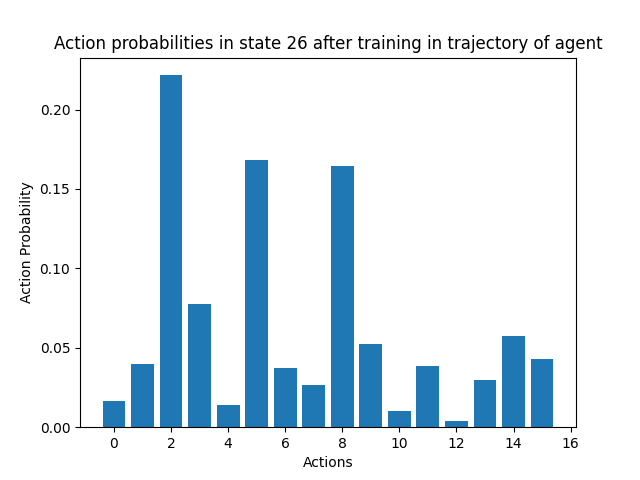 Action probabilities in state 26 after training in trajectory of agent
0.20
0.15
0.10
0.05
0.00
Action Probability
0 2 4 6 8 10 12 14 16
Actions